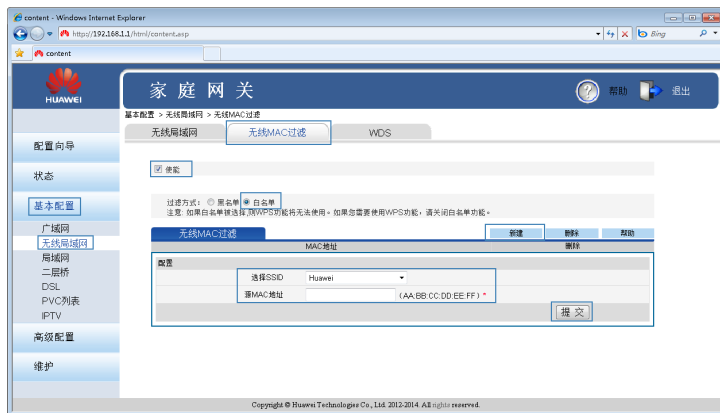 content - Windows Internet Explorer
http://192.168.1.1/html/content.asp
Bing
content
HUAWEI
家庭网关
帮助
退出
基本配置 > 无线局域网 > 无线MAC过滤
无线局域网
无线MAC过滤
WDS
配置向导
状态
基本配置
广域网
无线局域网
局域网
二层桥
DSL
PVC列表
IPTV
高级配置
维护
使能
过滤方式： 黑名单 白名单
注意: 如果白名单被选择,则WPS功能将无法使用。如果您需要使用WPS功能，请关闭白名单功能。
无线MAC过滤
新建
删除
帮助
MAC地址
删除
配置
选择SSID
Huawei
源MAC地址
(AA:BB:CC:DD:EE:FF) *
提交
Copyright © Huawei Technologies Co., Ltd. 2012-2014. All rights reserved.